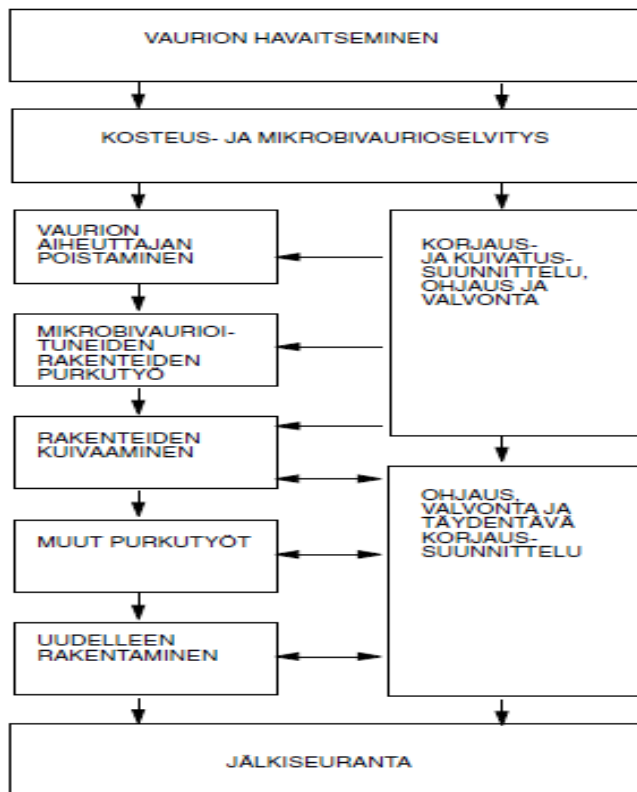 VAURION HAVAITSEMINEN
KOSTEUS- JA MIKROBIVAURIOSELVITYS
VAURION
AIHEUTTAJAN
POISTAMINEN
MIKROBIVAURIOI-
TUNEIDEN
RAKENTEIDEN
PURKUTYÖ
RAKENTEIDEN
KUIVAAMINEN
MUUT PURKUTYÖT
UUDELLEEN
RAKENTAMINEN
KORJAUS-
JA KUIVATUS-
SUUNNITTELU,
OHJAUS JA
VALVONTA
OHJAUS,
VALVONTA JA
TÄYDENTÄVÄ
KORJAUS-
SUUNNITTELU
JÄLKISEURANTA